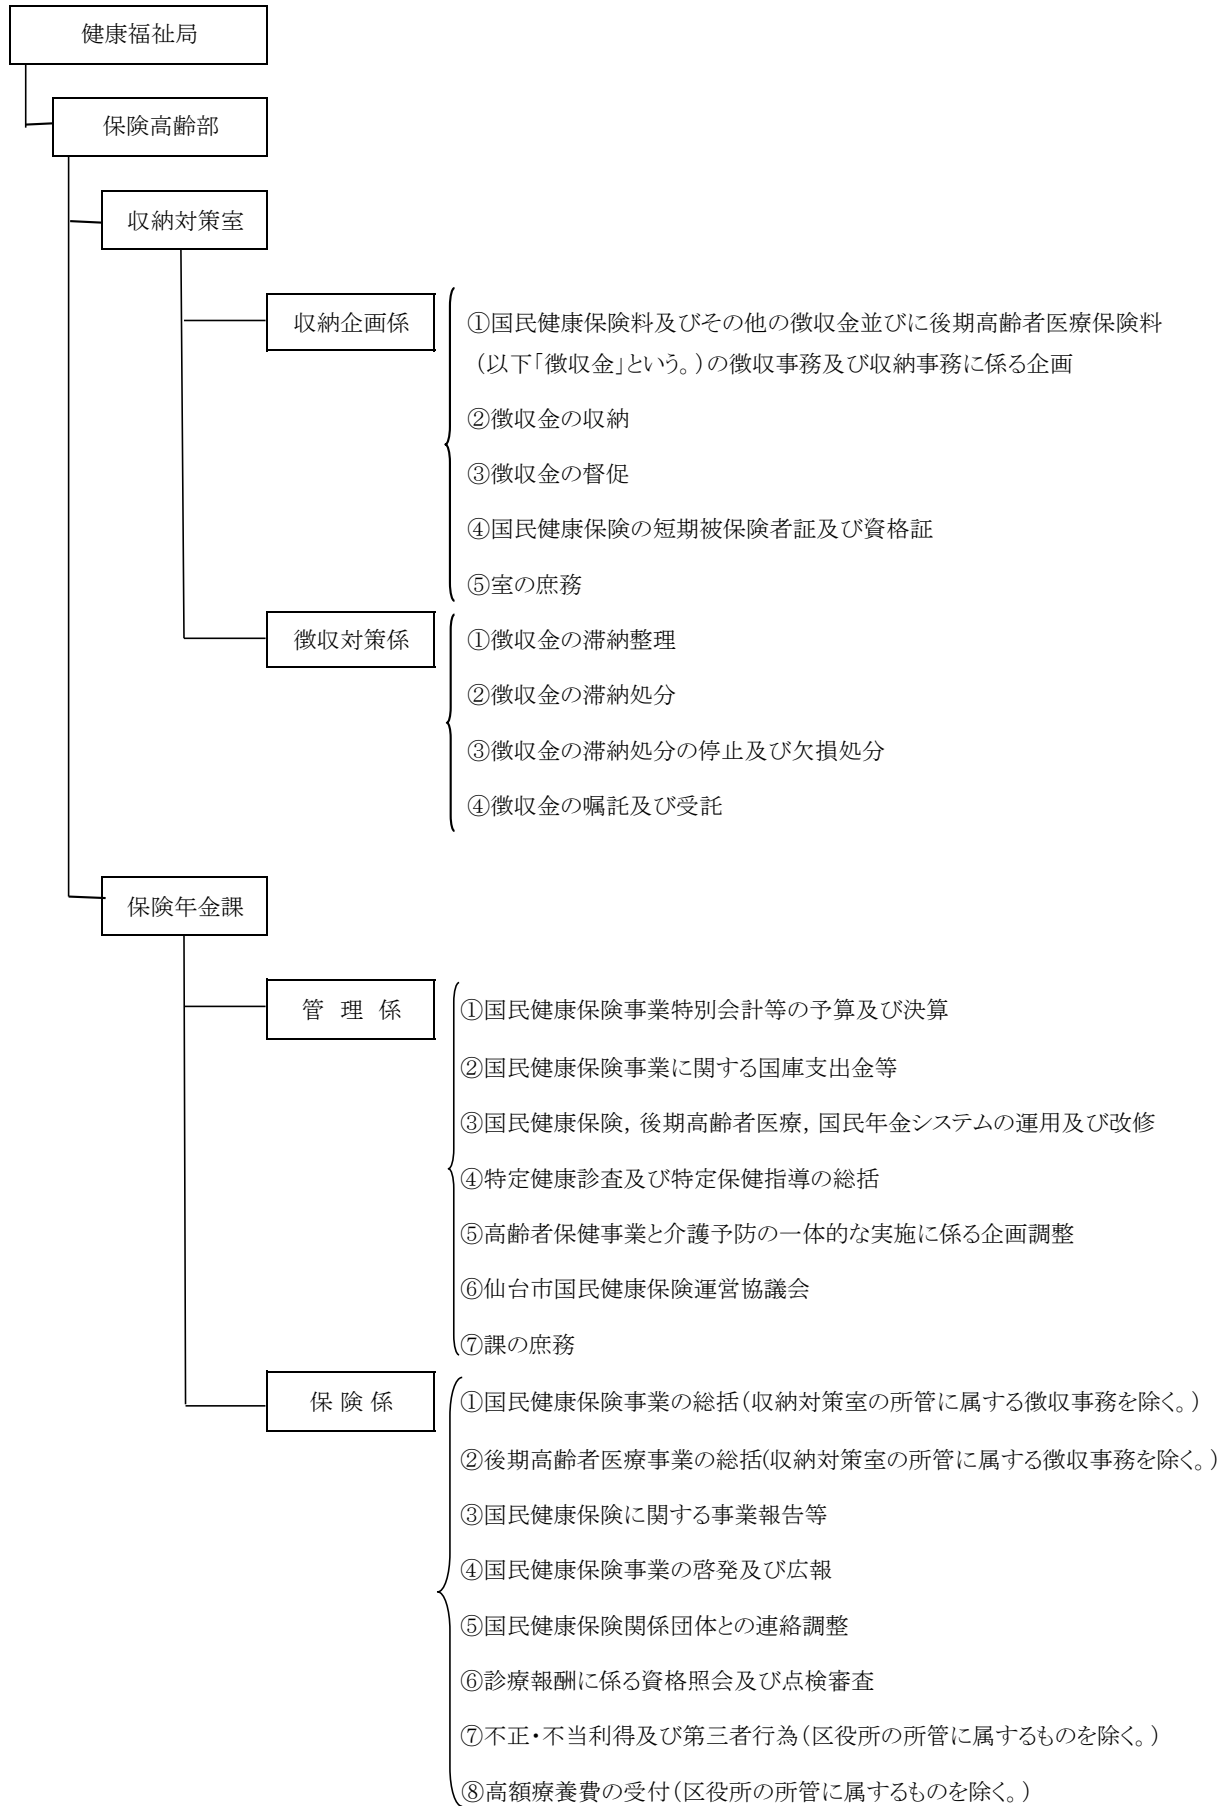 健康福祉局
保険高齢部
収納対策室
収納企画係
①国民健康保険料及びその他の徴収金並びに後期高齢者医療保険料
(以下「徴収金」という。)の徴収事務及び収納事務に係る企画
②徴収金の収納
③徴収金の督促
④国民健康保険の短期被保険者証及び資格証
⑤室の庶務
徴収対策係
①徴収金の滞納整理
②徴収金の滞納処分
③徴収金の滞納処分の停止及び欠損処分
④徴収金の嘱託及び受託
保険年金課
管 理 係
①国民健康保険事業特別会計等の予算及び決算
②国民健康保険事業に関する国庫支出金等
③国民健康保険，後期高齢者医療，国民年金システムの運用及び改修
④特定健康診査及び特定保健指導の総括
⑤高齢者保健事業と介護予防の一体的な実施に係る企画調整
⑥仙台市国民健康保険運営協議会
⑦課の庶務
保 険 係
①国民健康保険事業の総括(収納対策室の所管に属する徴収事務を除く。)
②後期高齢者医療事業の総括(収納対策室の所管に属する徴収事務を除く。)
③国民健康保険に関する事業報告等
④国民健康保険事業の啓発及び広報
⑤国民健康保険関係団体との連絡調整
⑥診療報酬に係る資格照会及び点検審査
⑦不正・不当利得及び第三者行為(区役所の所管に属するものを除く。)
⑧高額療養費の受付(区役所の所管に属するものを除く。)